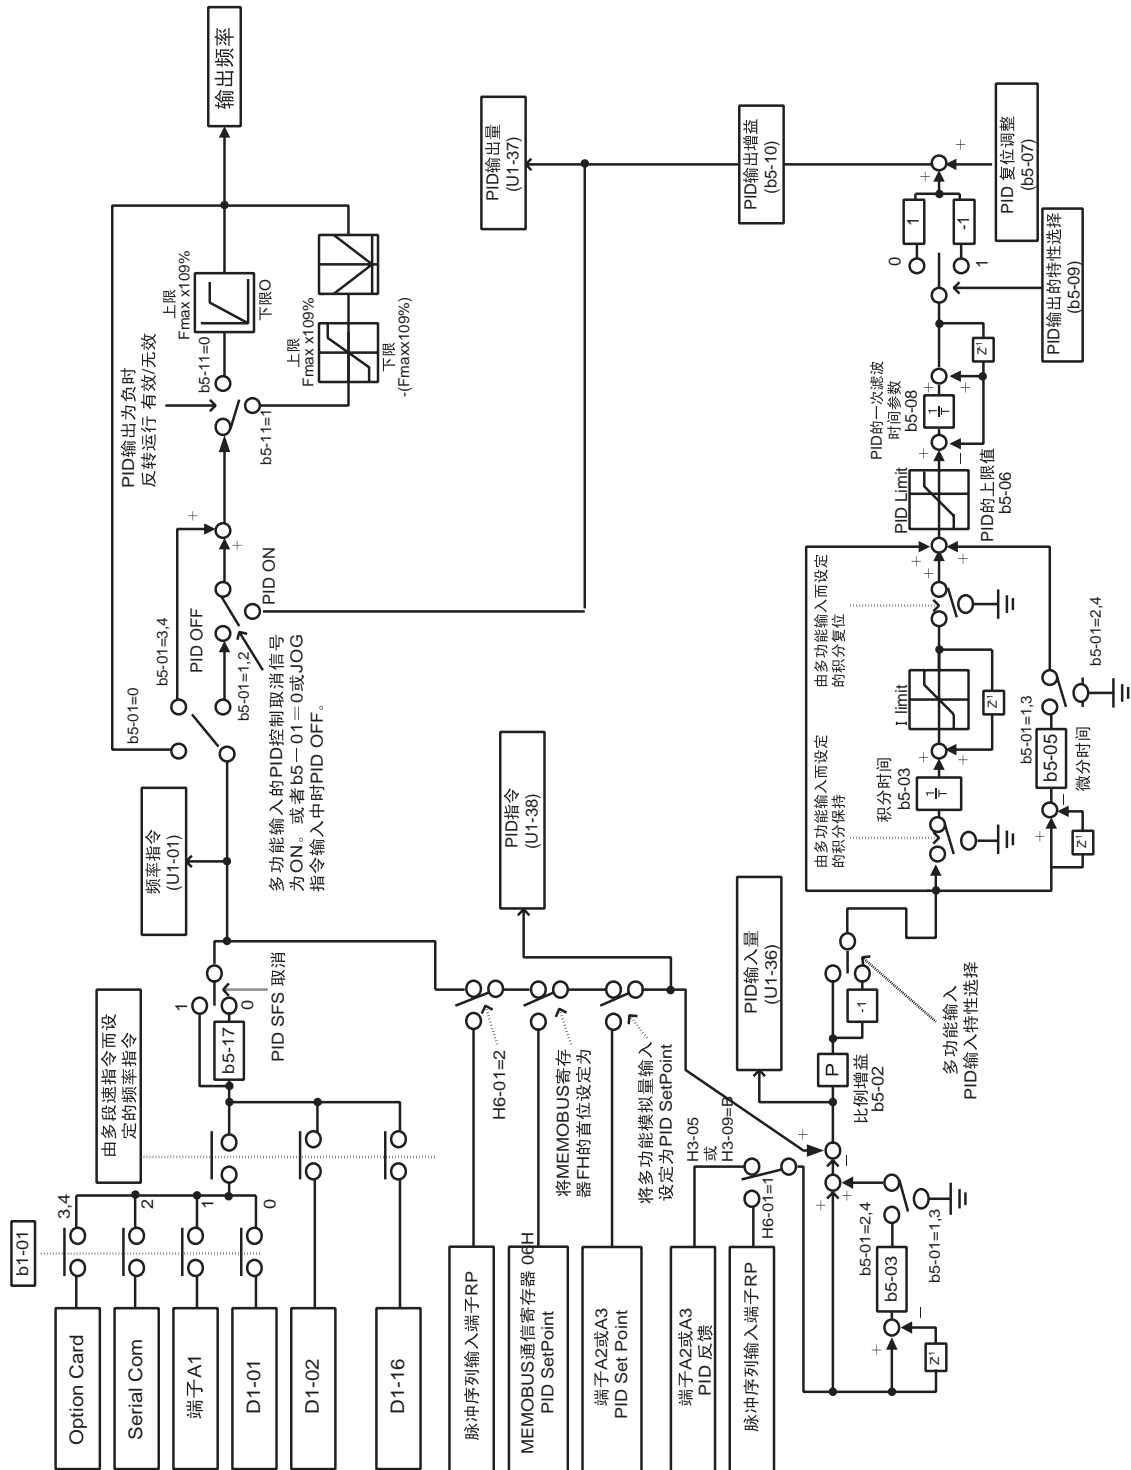 b1-01
3,4
2
1
0
Option Card
Serial Com
端子A1
D1-01
D1-02
D1-16
由多段速指令而设
定的频率指令
b5-17
1
0
PID SFS 取消
频率指令
(U1-01)
b5-01=0
b5-01=3,4
b5-01=1,2
PID OFF
PID ON
多功能输入的PID控制取消信号
为ON。或者b5-01=0或JOG
指令输入中时PID OFF。
PID输出为负时
反转运行 有效/无效
b5-11=0
b5-11=1
上限
Fmax x109%
下限O
上限
Fmax x109%
下限
-(Fmaxx109%)
输出频率
脉冲序列输入端子RP
MEMOBUS通信寄存器 06H
PID SetPoint
端子A2或A3
PID Set Point
端子A2或A3
PID 反馈
脉冲序列输入端子RP
H6-01=2
将MEMOBUS寄存
器FH的首位设定为
将多功能模拟量输入
设定为PID SetPoint
PID指令
(U1-38)
H3-05
或
H3-09=B
H6-01=1
PID输入量
(U1-36)
P
比例增益
b5-02
-1
多功能输入
PID输入特性选择
+
−
+
+
b5-01=2,4
b5-01=1,3
b5-03
+
−
Z-1
由多功能输入而设定
的积分保持
积分时间
b5-03
1
T
+
+
I limit
Z-1
由多功能输入而设定
的积分复位
+
+
+
b5-01=1,3
b5-01=2,4
b5-05
微分时间
+
−
Z-1
PID Limit
PID的上限值
b5-06
PID的一次滤波
时间参数
b5-08
1
T
+
−
+
+
Z-1
0
1
1
-1
PID输出的特性选择
(b5-09)
PID 复位调整
(b5-07)
+
+
PID输出增益
(b5-10)
PID输出量
(U1-37)
+
+